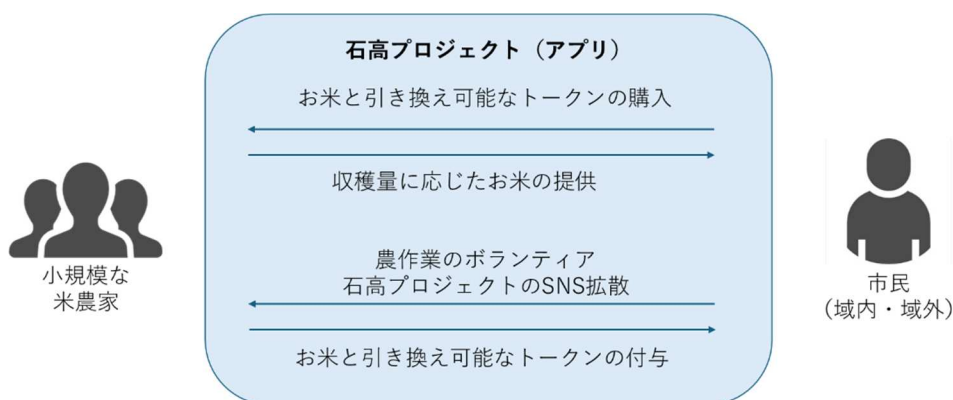 石高プロジェクト（アプリ）
お米と引き換え可能なトークンの購入
収穫量に応じたお米の提供
農作業のボランティア
石高プロジェクトのSNS拡散
お米と引き換え可能なトークンの付与
小規模な
米農家
市民
（域内・域外）